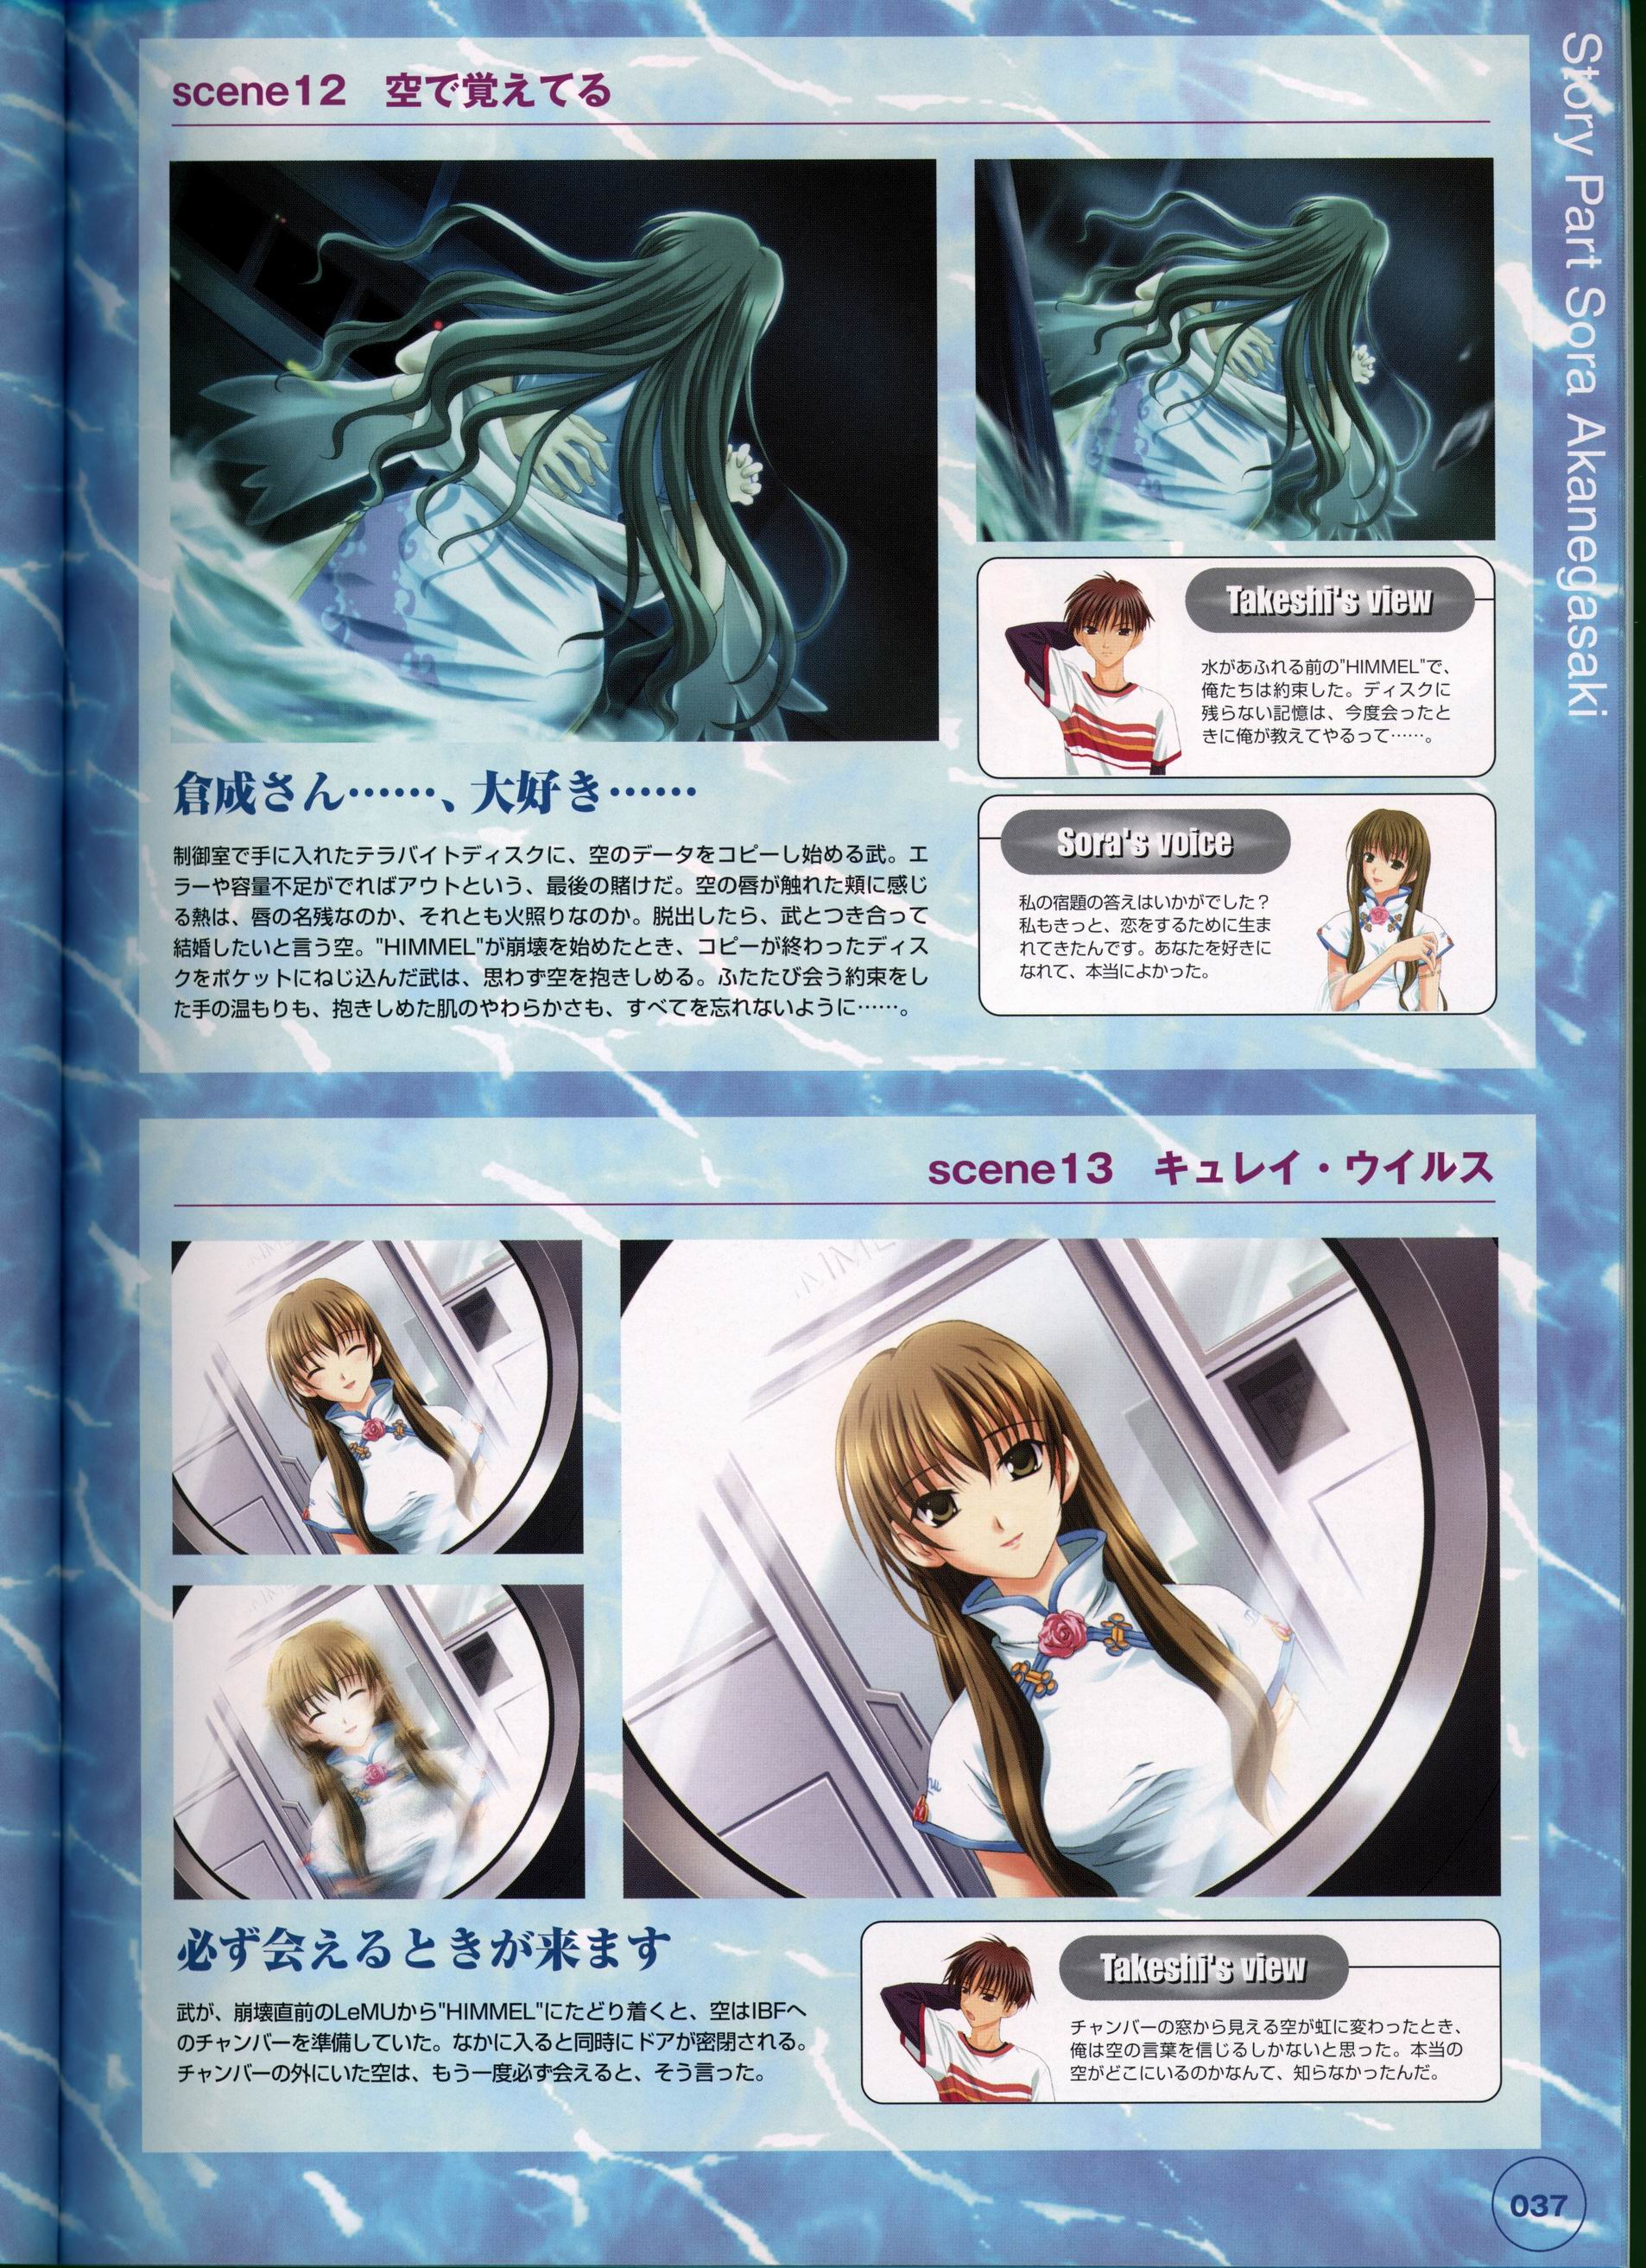 Story Part Sora Akanegasaki
scene12 空で覚えてる
Takeshi's view
水があふれる前の"HIMMEL"で、
俺たちは約束した。ディスクに
残らない記憶は、今度会ったと
きに俺が教えてやるって……。
倉成さん……、大好き……
制御室で手に入れたテラバイトディスクに、空のデータをコピーし始める武。エ
ラーや容量不足がでればアウトという、最後の賭けだ。空の唇が触れた頬に感じ
る熱は、唇の名残なのか、それとも火照りなのか。脱出したら、武とつき合って
結婚したいと言う空。"HIMMEL"が崩壊を始めたとき、コピーが終わったディス
クをポケットにねじ込んだ武は、思わず空を抱きしめる。ふたたび会う約束をし
た手の温もりも、抱きしめた肌のやわらかさも、すべてを忘れないように……。
Sora's voice
私の宿題の答えはいかがでした?
私もきっと、恋をするために生ま
れてきたんです。あなたを好きに
なれて、本当によかった。
scene13 キュレイ・ウイルス
必ず会えるときが来ます
武が、崩壊直前のLeMUから"HIMMEL"にたどり着くと、空はIBFへ
のチャンバーを準備していた。なかに入ると同時にドアが密閉される。
チャンバーの外にいた空は、もう一度必ず会えると、そう言った。
Takeshi's view
チャンバーの窓から見える空が虹に変わったとき、
俺は空の言葉を信じるしかないと思った。本当の
空がどこにいるのかなんて、知らなかったんだ。
037